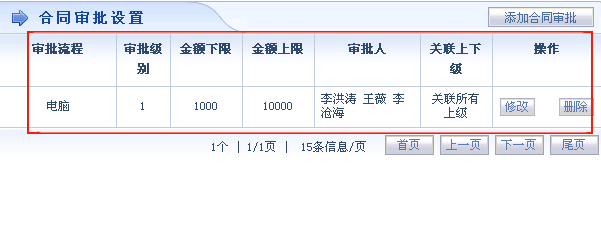 合同审批设置 添加合同审批
审批流程 审批级别 金额下限 金额上限 审批人 关联上下级 操作
电脑 1 1000 10000 李洪涛 王薇 李沧海 关联所有上级 修改 删除
1个 | 1/1页 | 15条信息/页 首页 上一页 下一页 尾页